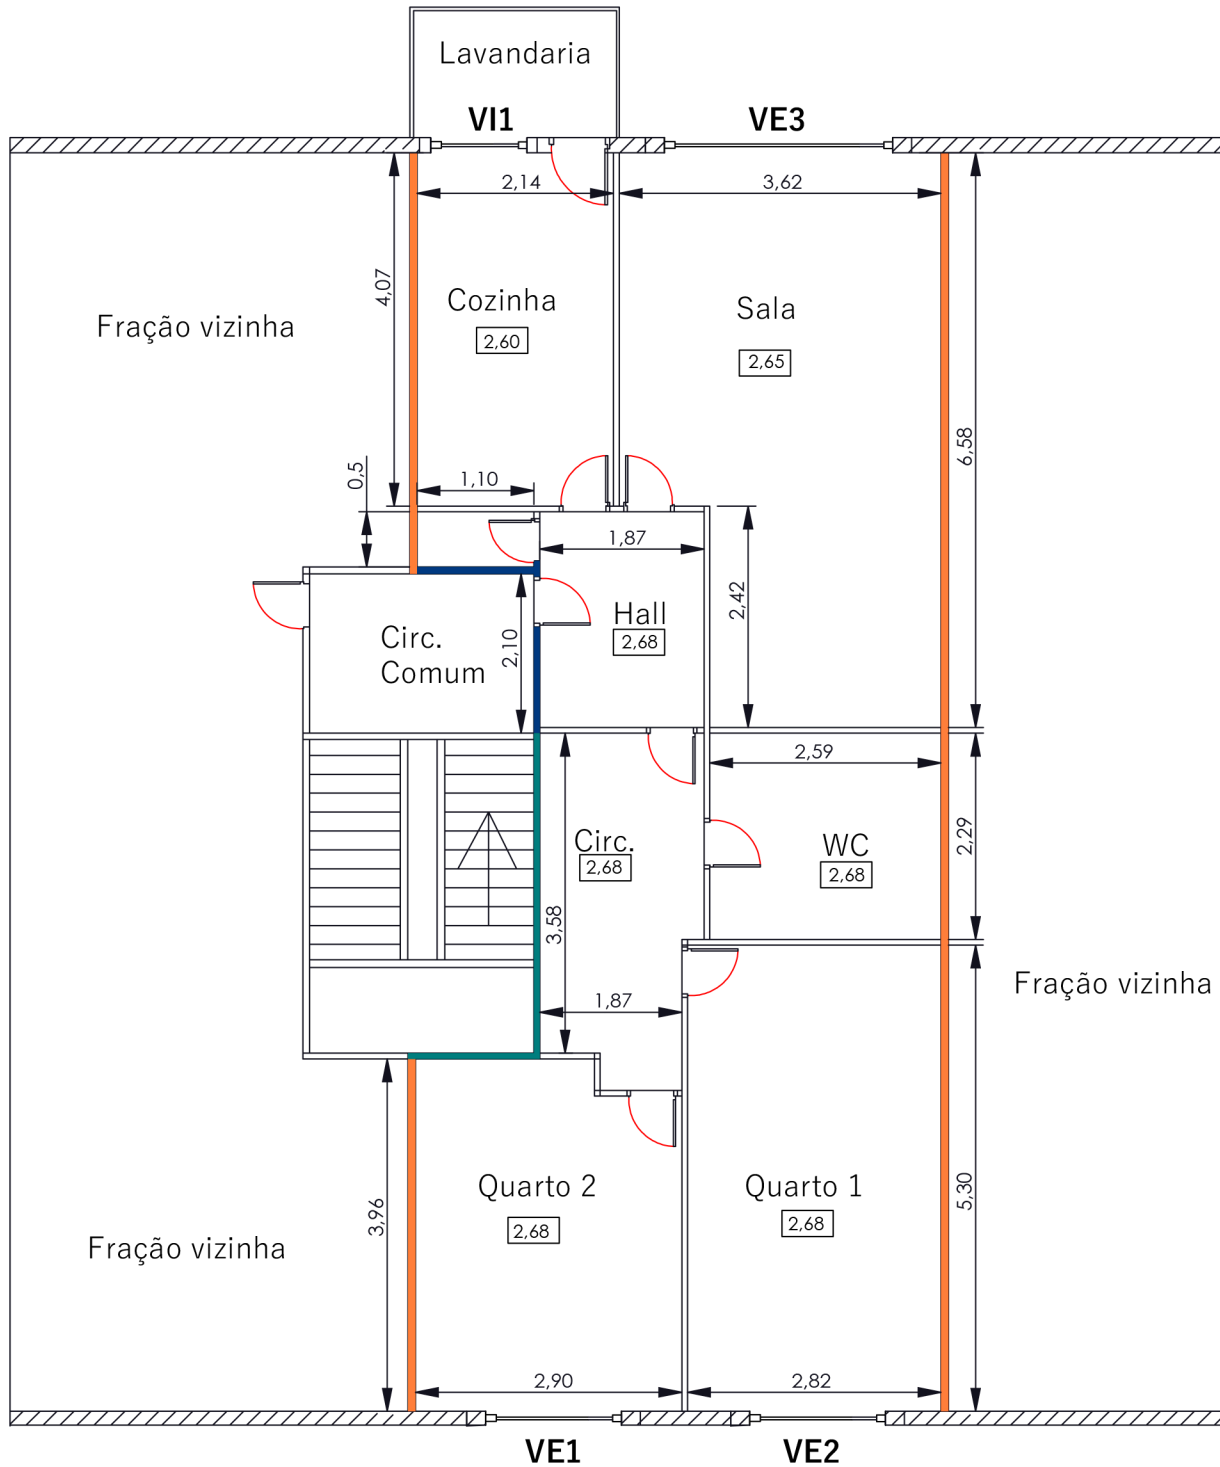 Lavandaria
VI1
VE3
2,14
3,62
4,07
Cozinha
2,60
Sala
2,65
Fração vizinha
6,58
0,5
1,10
1,87
2,42
Hall
2,68
Circ.
Comum
2,10
2,59
Circ.
2,68
WC
2,68
2,29
3,58
1,87
Fração vizinha
Quarto 2
2,68
Quarto 1
2,68
5,30
3,96
Fração vizinha
2,90
2,82
VE1
VE2